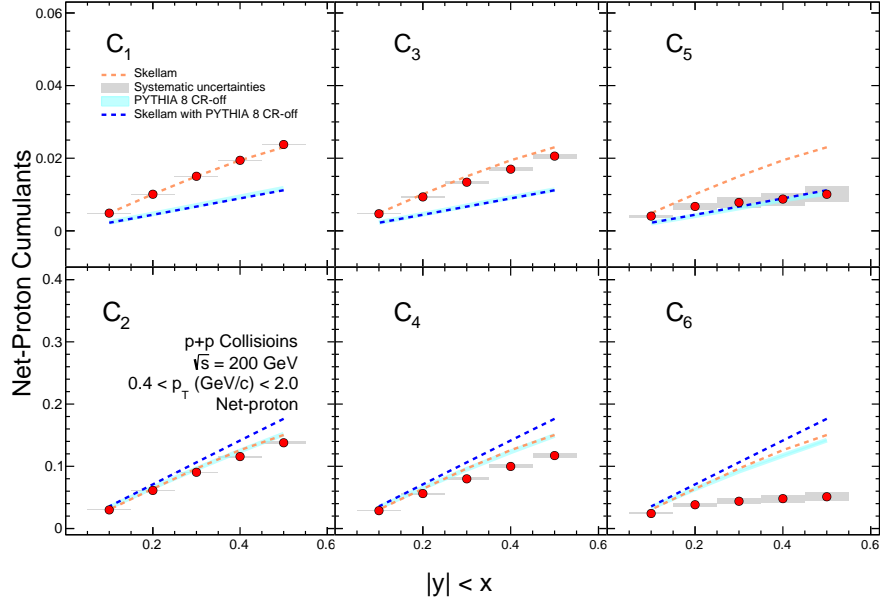 Net-Proton Cumulants
0.06
0.04
0.02
0
C1
Skellam
Systematic uncertainties
PYTHIA 8 CR-off
Skellam with PYTHIA 8 CR-off
C3
C5
0.4
0.3
0.2
0.1
0
C2
p+p Collisioins
√s = 200 GeV
0.4 < pT (GeV/c) < 2.0
Net-proton
C4
C6
0.2 0.4 0.6 0.2 0.4 0.6 0.2 0.4 0.6
|y| < x